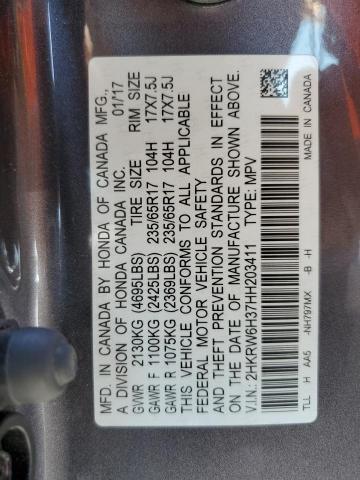 MFD. IN CANADA BY HONDA OF CANADA MFG.,
A DIVISION OF HONDA CANADA INC. 01/17
GVWR 2130KG (4695LBS) TIRE SIZE RIM SIZE
GAWR F 1100KG (2425LBS) 235/65R17 104H 17X7.5J
GAWR R 1075KG (2369LBS) 235/65R17 104H 17X7.5J
THIS VEHICLE CONFORMS TO ALL APPLICABLE
FEDERAL MOTOR VEHICLE SAFETY
AND THEFT PREVENTION STANDARDS IN EFFECT
ON THE DATE OF MANUFACTURE SHOWN ABOVE.
V.I.N.: 2HKRW6H37HH203411 TYPE: MPV
TLL H AA5 -NH797MX -B -H MADE IN CANADA